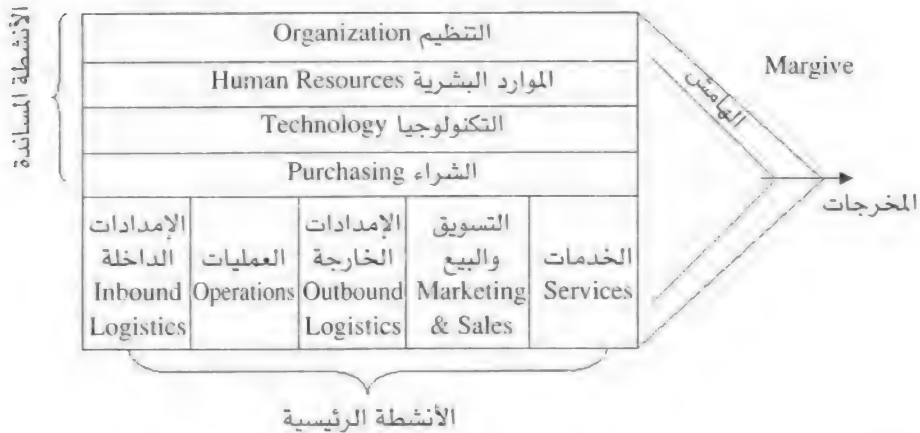 الأنشطة المساندة
التنظيم Organization
الموارد البشرية Human Resources
التكنولوجيا Technology
الشراء Purchasing
الإمدادات
الداخلة
Inbound
Logistics
العمليات
Operations
الإمدادات
الخارجة
Outbound
Logistics
التسويق
والبيع
Marketing
& Sales
الخدمات
Services
Margive
الهامش
المخرجات
الأنشطة الرئيسية